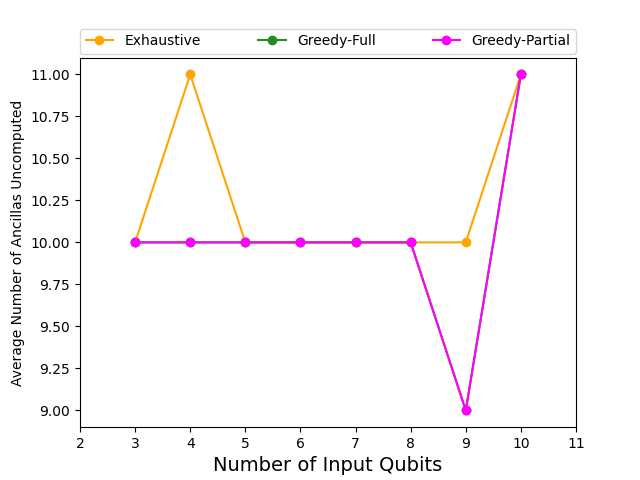 Exhaustive Greedy-Full Greedy-Partial
Average Number of Ancillas Uncomputed
11.00
10.75
10.50
10.25
10.00
9.75
9.50
9.25
9.00
2 3 4 5 6 7 8 9 10 11
Number of Input Qubits